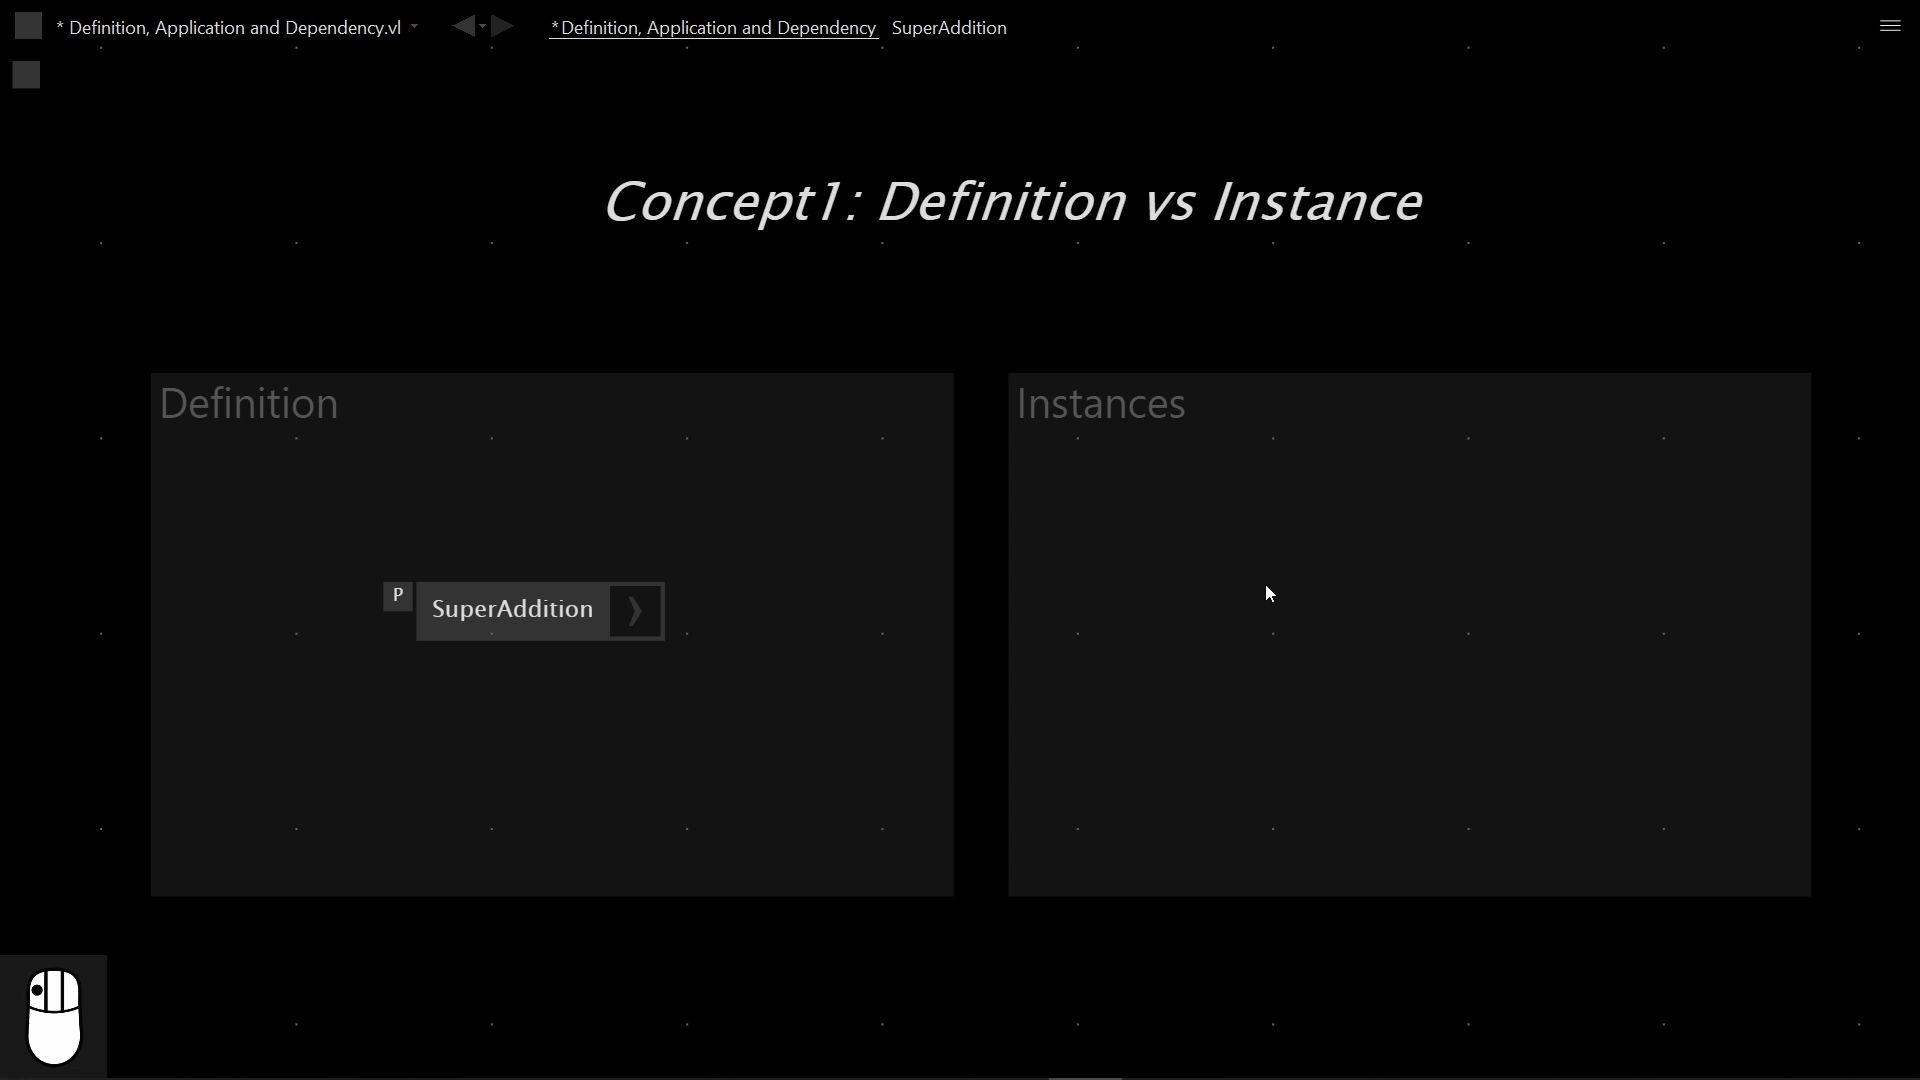 * Definition, Application and Dependency.vl
*Definition, Application and Dependency SuperAddition
Concept1: Definition vs Instance
Definition
Instances
P
SuperAddition